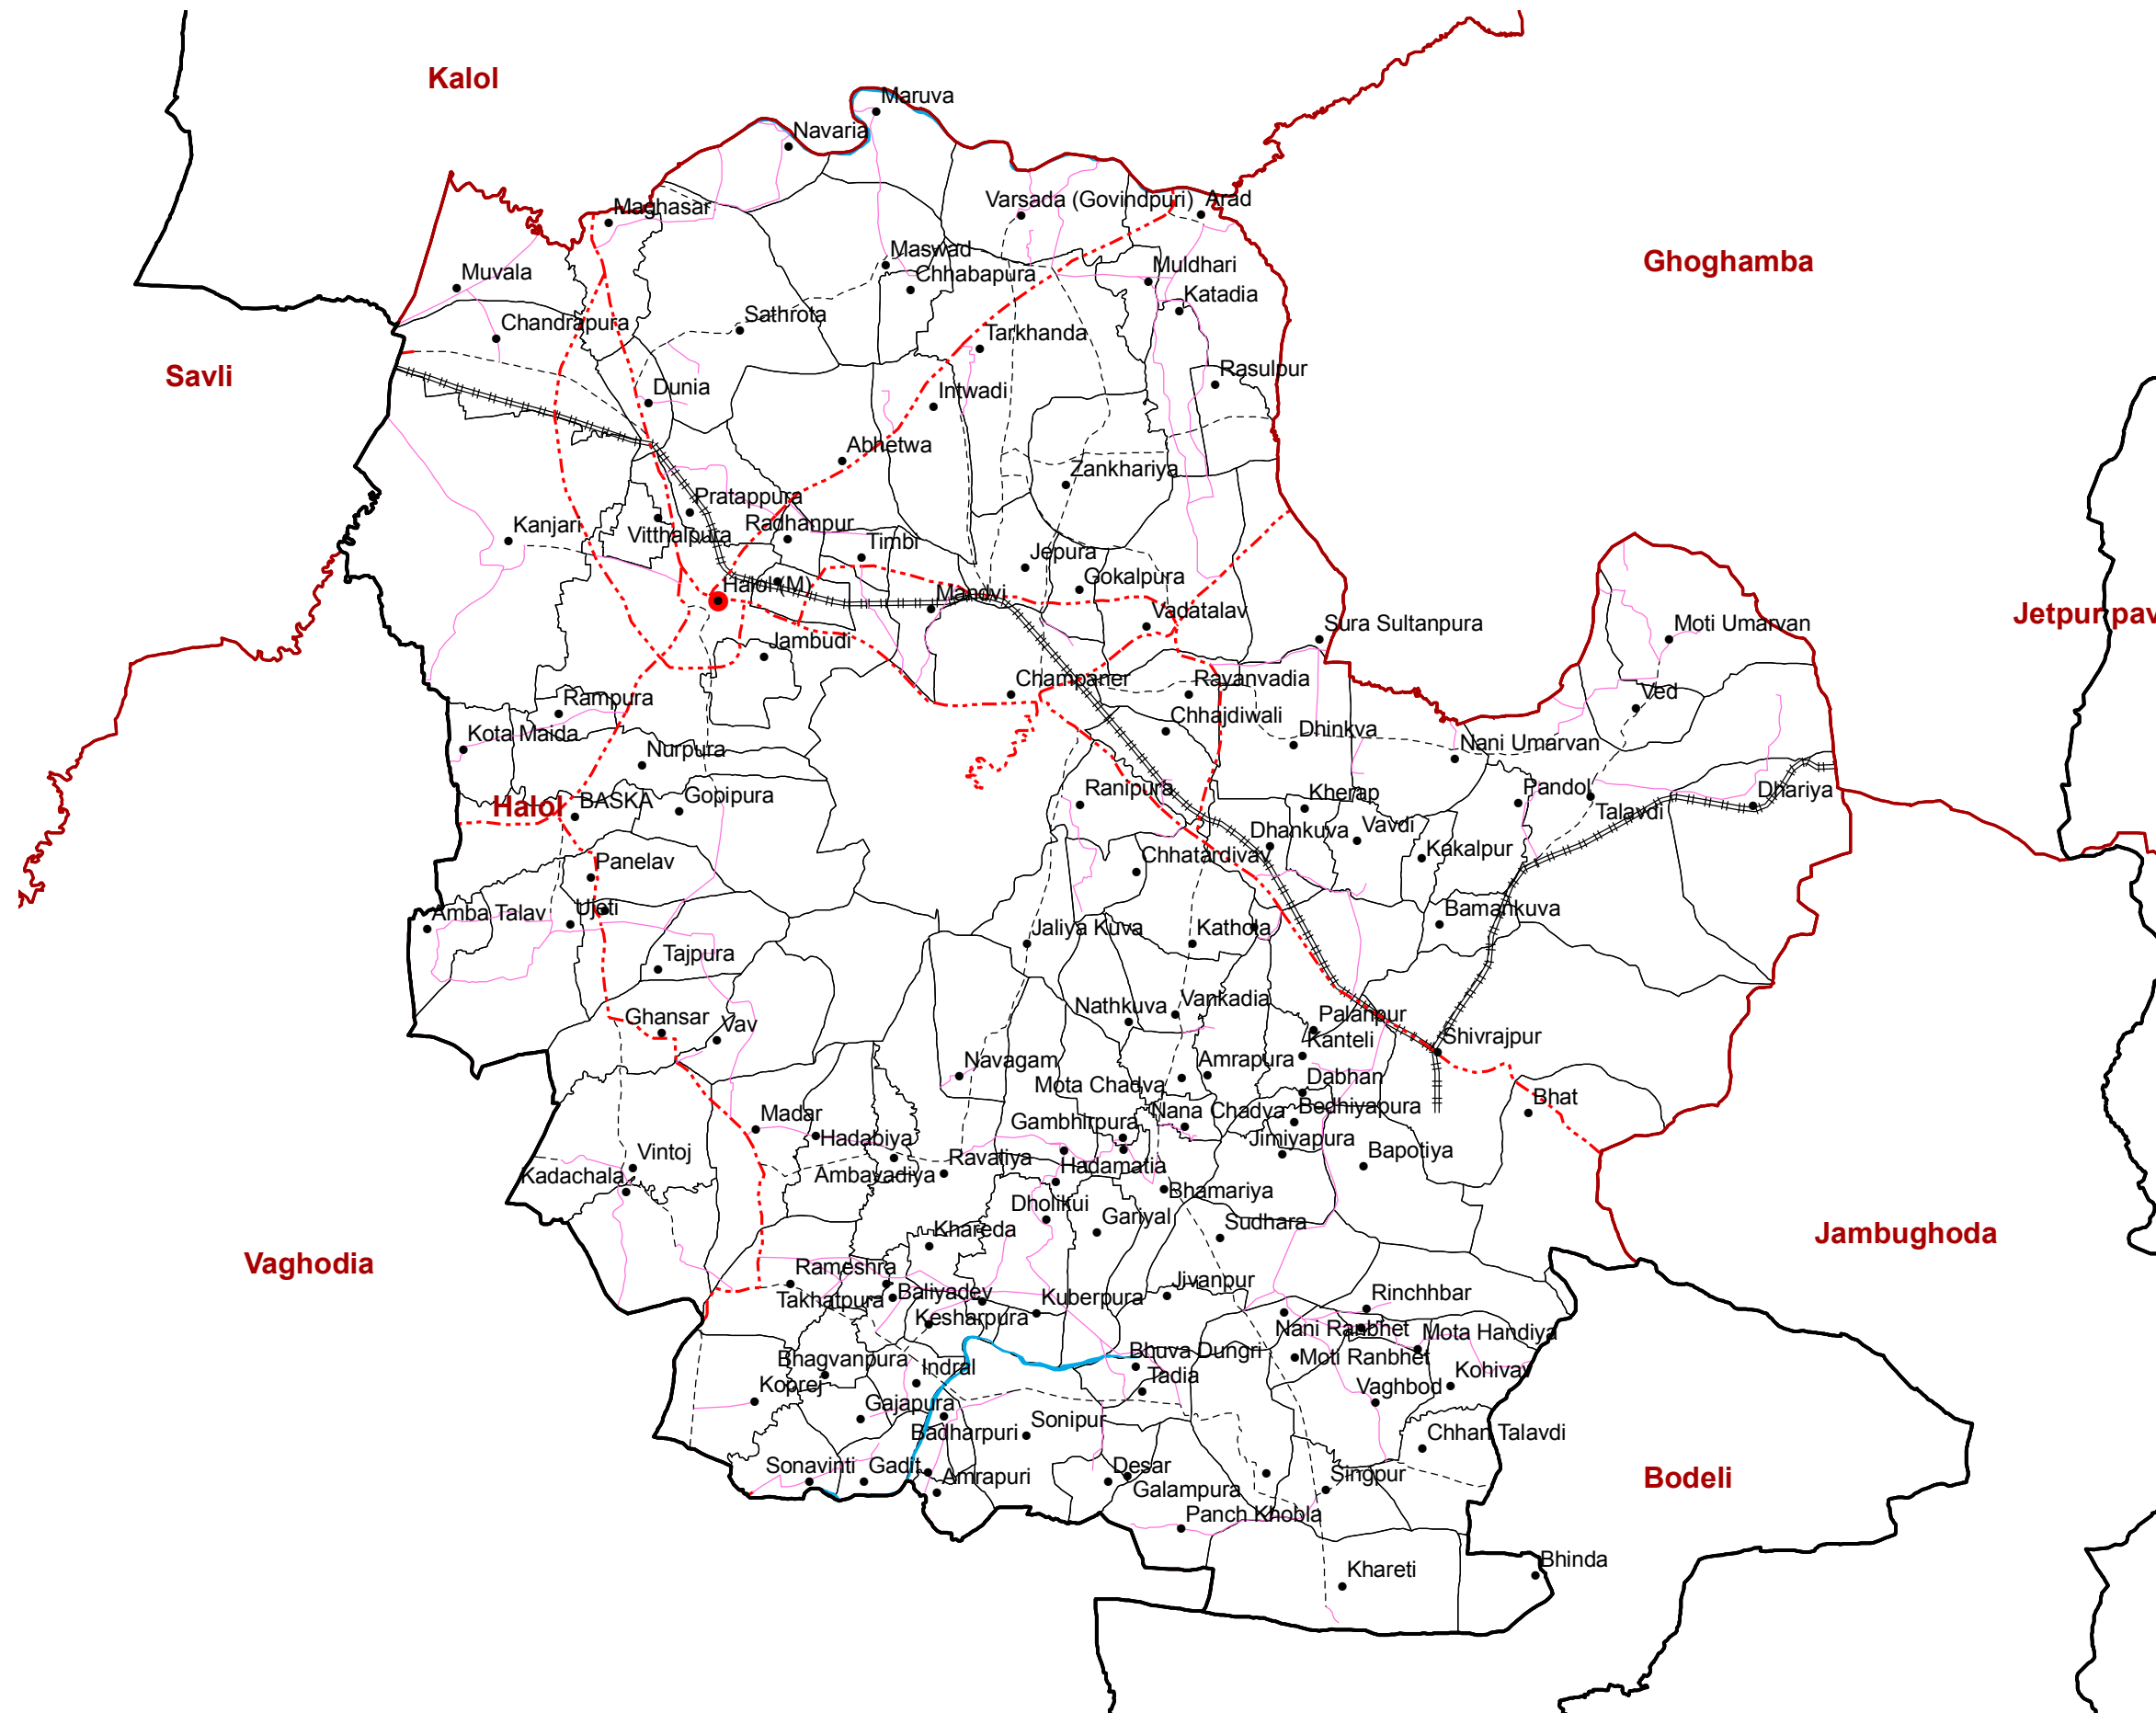 Kalol
Maruva
Navaria
Maghasar
Varsada (Govindpuri)
Arad
Maswad
Chhabapura
Muldhari
Ghoghamba
Muvala
Katadia
Chandrapura
Sathrota
Tarkhanda
Savli
Dunia
Intwadi
Rasulpur
Abhetwa
Zankhariya
Pratappura
Kanjari
Vitthalpura
Radhanpur
Timbi
Jepura
Gokalpura
Halol (M)
Mandvi
Vadatalav
Sura Sultanpura
Moti Umarvan
Jetpur pav
Jambudi
Champaner
Rayanvadia
Rampura
Ved
Chhajdiwali
Kota Maida
Nurpura
Dhinkva
Nani Umarvan
Halol
BASKA
Gopipura
Ranipura
Kherap
Pandol
Talavdi
Dhariya
Dhankuva
Vavdi
Panelav
Chhatardivav
Kakalpur
Amba Talav
Ujeti
Jaliya Kuva
Kathola
Bamankuva
Tajpura
Ghansar
Vav
Nathkuva
Vankadia
Palanpur
Kanteli
Shivrajpur
Navagam
Amrapura
Mota Chadva
Dabhan
Bhat
Madar
Hadabiya
Gambhirpura
Nana Chadva
Bedhiyapura
Jimiyapura
Vintoj
Kadachala
Ambavadiya
Ravaliya
Hadamatia
Bapotiya
Bhamariya
Dholikui
Gariyal
Sudhara
Khareda
Vaghodia
Jambughoda
Rameshra
Takhatpura
Baliyadev
Kesharpura
Kuberpura
Jivanpur
Rinchhbar
Nani Ranbhet
Mota Handiya
Bhagvanpura
Indral
Bhuva Dungri
Moti Ranbhet
Kohivav
Koprej
Tadia
Vaghbod
Gajapura
Badharpuri
Sonipur
Chhari Talavdi
Sonavinti
Gadit
Amrapuri
Desar
Galampura
Singpur
Bodeli
Panch Khobla
Khareti
Bhinda